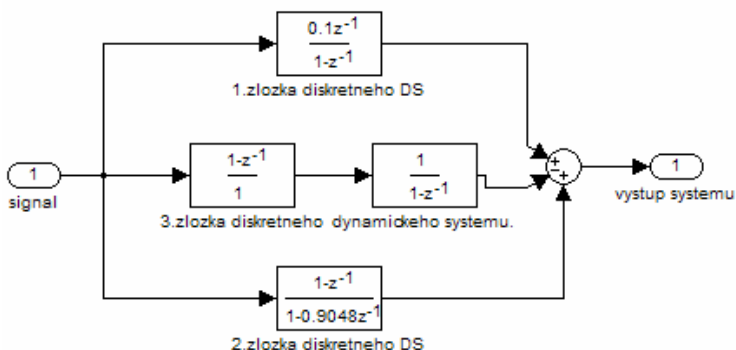 0.1z-1
1-z-1
1.zlozka diskretneho DS
1
signal
1-z-1
1
1
1-z-1
3.zlozka diskretneho dynamickeho systemu.
+
−
+
1
vystup systemu
1-z-1
1-0.9048z-1
2.zlozka diskretneho DS